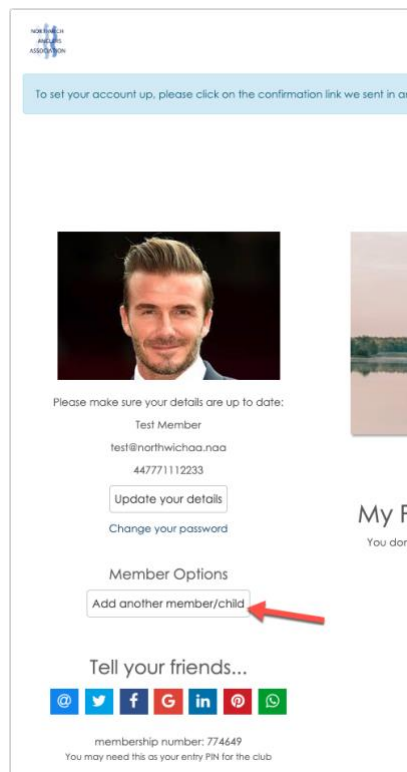 NORTHWICH
ANGLERS
ASSOCIATION
To set your account up, please click on the confirmation link we sent in
Please make sure your details are up to date:
Test Member
test@northwichaa.naa
447771112233
Update your details
Change your password
My
You
Member Options
Add another member/child
Tell your friends...
membership number: 774649
You may need this as your entry PIN for the club